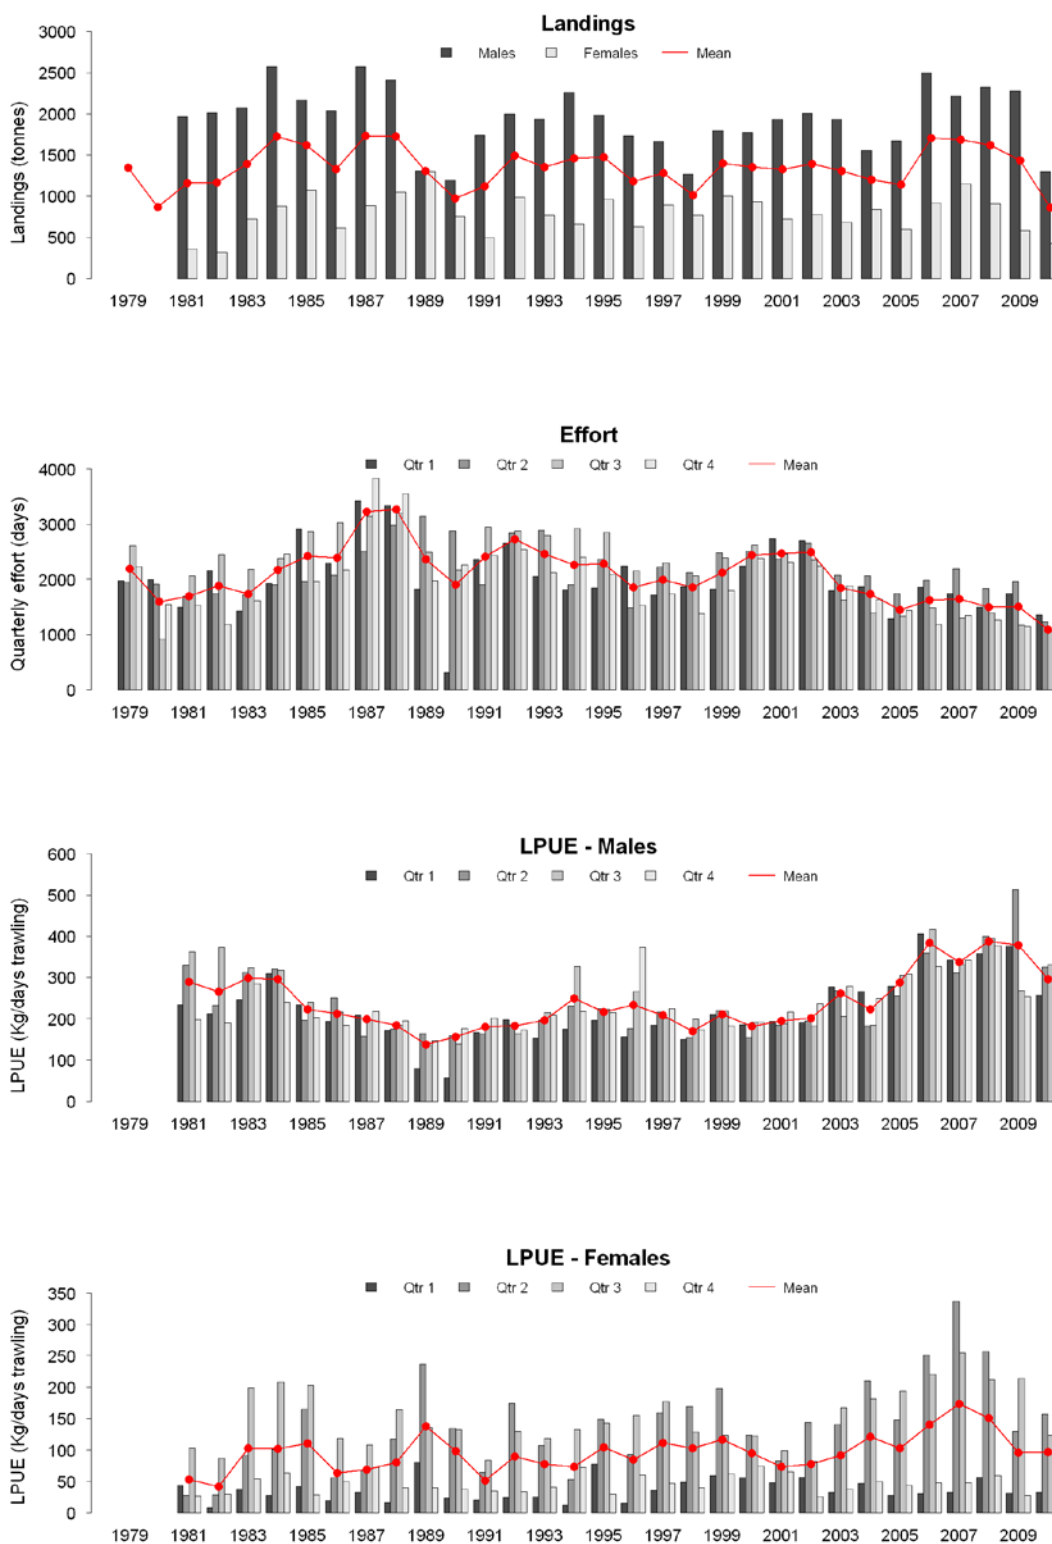 Landings
Males Females Mean
Landings (tonnes)
3000
2500
2000
1500
1000
500
0
1979 1981 1983 1985 1987 1989 1991 1993 1995 1997 1999 2001 2003 2005 2007 2009
Effort
Qtr 1 Qtr 2 Qtr 3 Qtr 4 Mean
Quarterly effort (days)
4000
3000
2000
1000
0
1979 1981 1983 1985 1987 1989 1991 1993 1995 1997 1999 2001 2003 2005 2007 2009
LPUE - Males
Qtr 1 Qtr 2 Qtr 3 Qtr 4 Mean
LPUE (Kg/days trawling)
600
500
400
300
200
100
0
1979 1981 1983 1985 1987 1989 1991 1993 1995 1997 1999 2001 2003 2005 2007 2009
LPUE - Females
Qtr 1 Qtr 2 Qtr 3 Qtr 4 Mean
LPUE (Kg/days trawling)
350
300
250
200
150
100
50
0
1979 1981 1983 1985 1987 1989 1991 1993 1995 1997 1999 2001 2003 2005 2007 2009